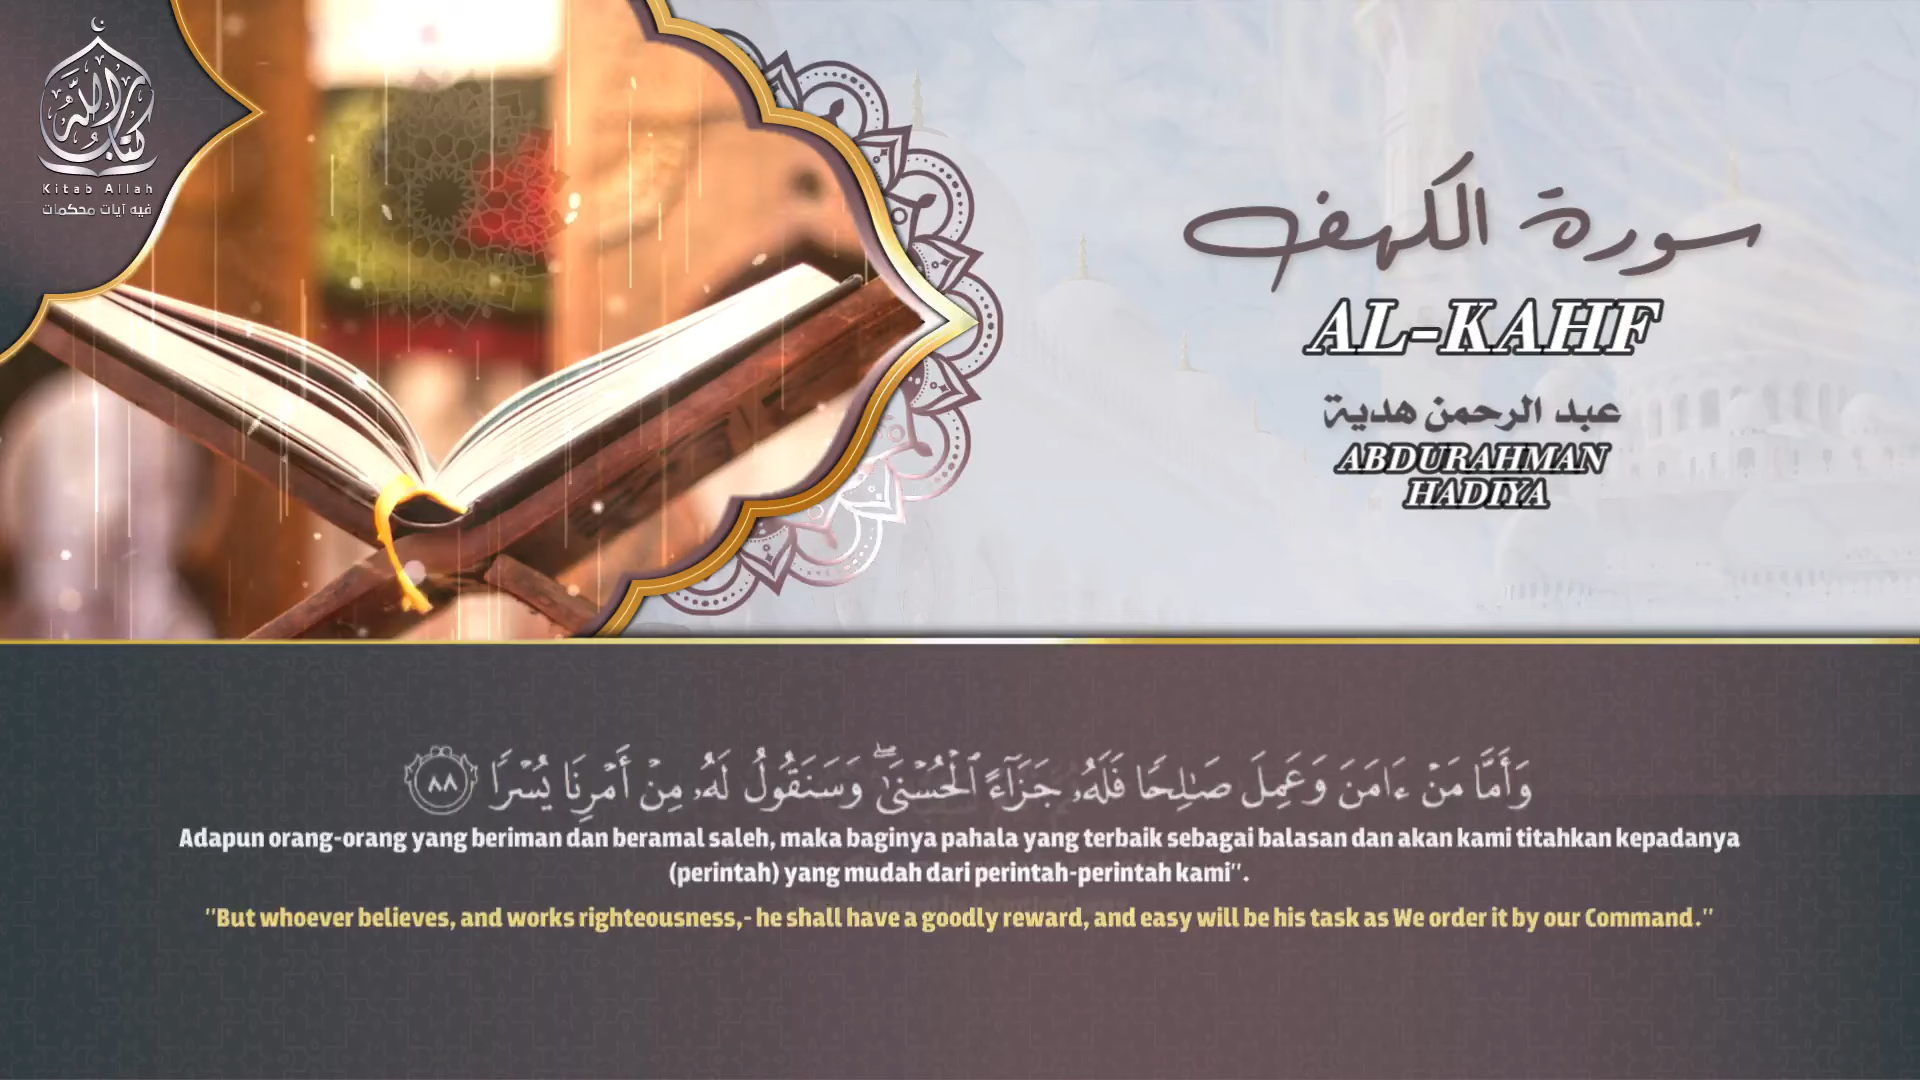 كتاب الله
Kitab Allah
فيه آيات محكمات
سورة الكهف
AL-KAHF
عبد الرحمن هدية
ABDURAHMAN
HADIYA
وَأَمَّا مَنْ ءَامَنَ وَعَمِلَ صَـٰلِحًا فَلَهُۥ جَزَآءً ٱلْحُسْنَىٰ ۖ وَسَنَقُولُ لَهُۥ مِنْ أَمْرِنَا يُسْرًا ٨٨
Adapun orang-orang yang beriman dan beramal saleh, maka baginya pahala yang terbaik sebagai balasan dan akan kami titahkan kepadanya
(perintah) yang mudah dari perintah-perintah kami".
"But whoever believes, and works righteousness,- he shall have a goodly reward, and easy will be his task as We order it by our Command."